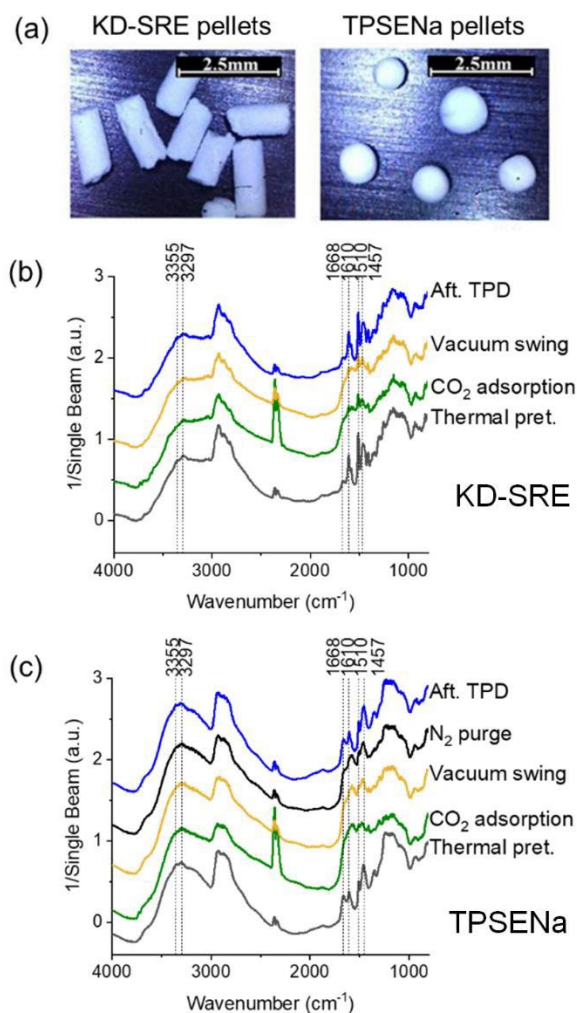 (a)
KD-SRE pellets
TPSENa pellets
2.5mm
2.5mm
(b)
3355
3297
1668
1610
1510
1457
3
2
1
0
1/Single Beam (a.u.)
Aft. TPD
Vacuum swing
CO₂ adsorption
Thermal pret.
KD-SRE
4000
3000
2000
1000
Wavenumber (cm⁻¹)
(c)
3355
3297
1668
1610
1510
1457
3
2
1
0
1/Single Beam (a.u.)
Aft. TPD
N₂ purge
Vacuum swing
CO₂ adsorption
Thermal pret.
TPSENa
4000
3000
2000
1000
Wavenumber (cm⁻¹)